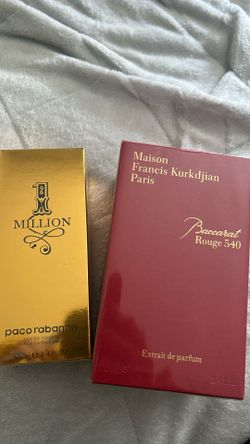 1
MILLION
paco rabanne
Maison
Francis Kurkdjian
Paris
Baccarat
Rouge 540
Extrait de parfum